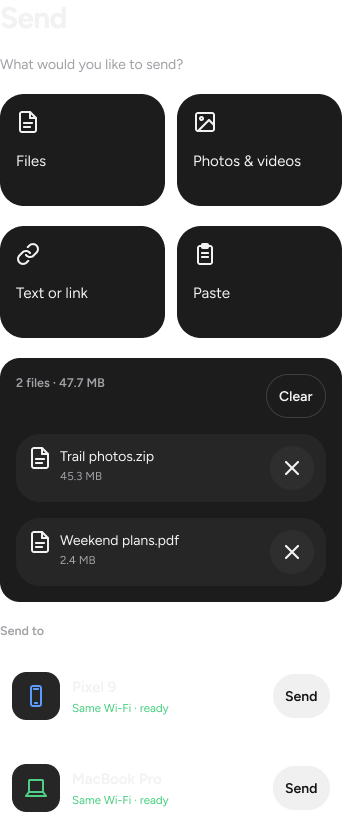 Send
What would you like to send?
Files
Photos & videos
Text or link
Paste
2 files · 47.7 MB
Clear
Trail photos.zip
45.3 MB
Weekend plans.pdf
2.4 MB
Send to
Pixel 9
Same Wi-Fi · ready
Send
MacBook Pro
Same Wi-Fi · ready
Send